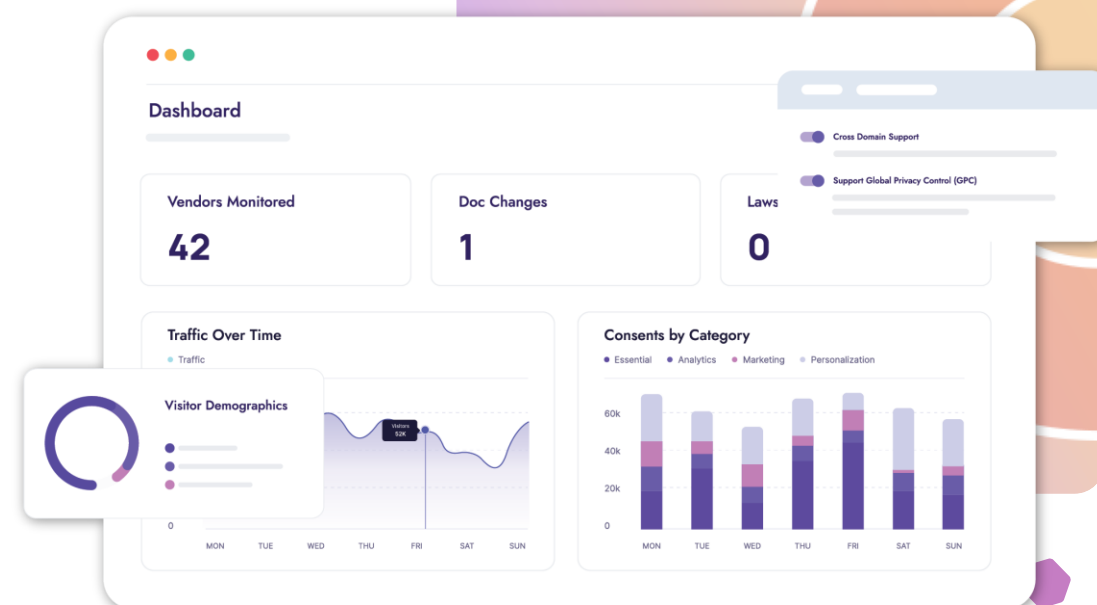 Dashboard
Cross Domain Support
Support Global Privacy Control (GPC)
Vendors Monitored
Doc Changes
Laws
42
1
0
Traffic Over Time
Traffic
Visitors
52K
0
MON TUE WED THU FRI SAT SUN
Visitor Demographics
Consents by Category
Essential Analytics Marketing Personalization
60k
40k
20k
0
MON TUE WED THU FRI SAT SUN